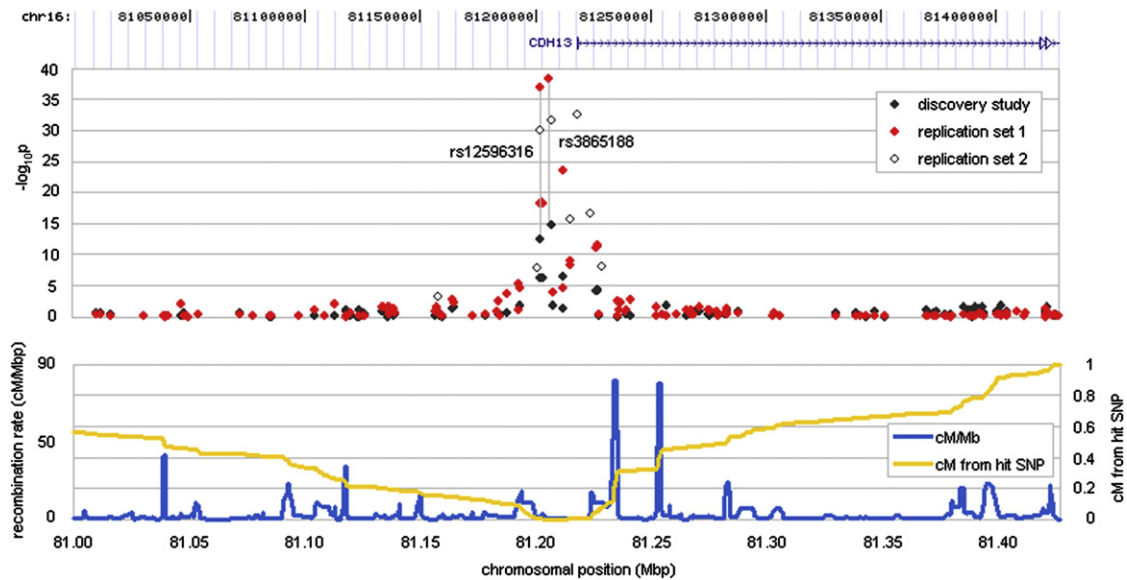 chr16: 81050000 81100000 81150000 81200000 81250000 81300000 81350000 81400000
CDH13
40
35
30
25
20
15
10
5
0
-log10p
rs12596316
rs3865188
discovery study
replication set 1
replication set 2
90
50
0
recombination rate (cM/Mbp)
1
0.8
0.6
0.4
0.2
0
cM from hit SNP
cM/Mb
cM from hit SNP
81.00 81.05 81.10 81.15 81.20 81.25 81.30 81.35 81.40
chromosomal position (Mbp)